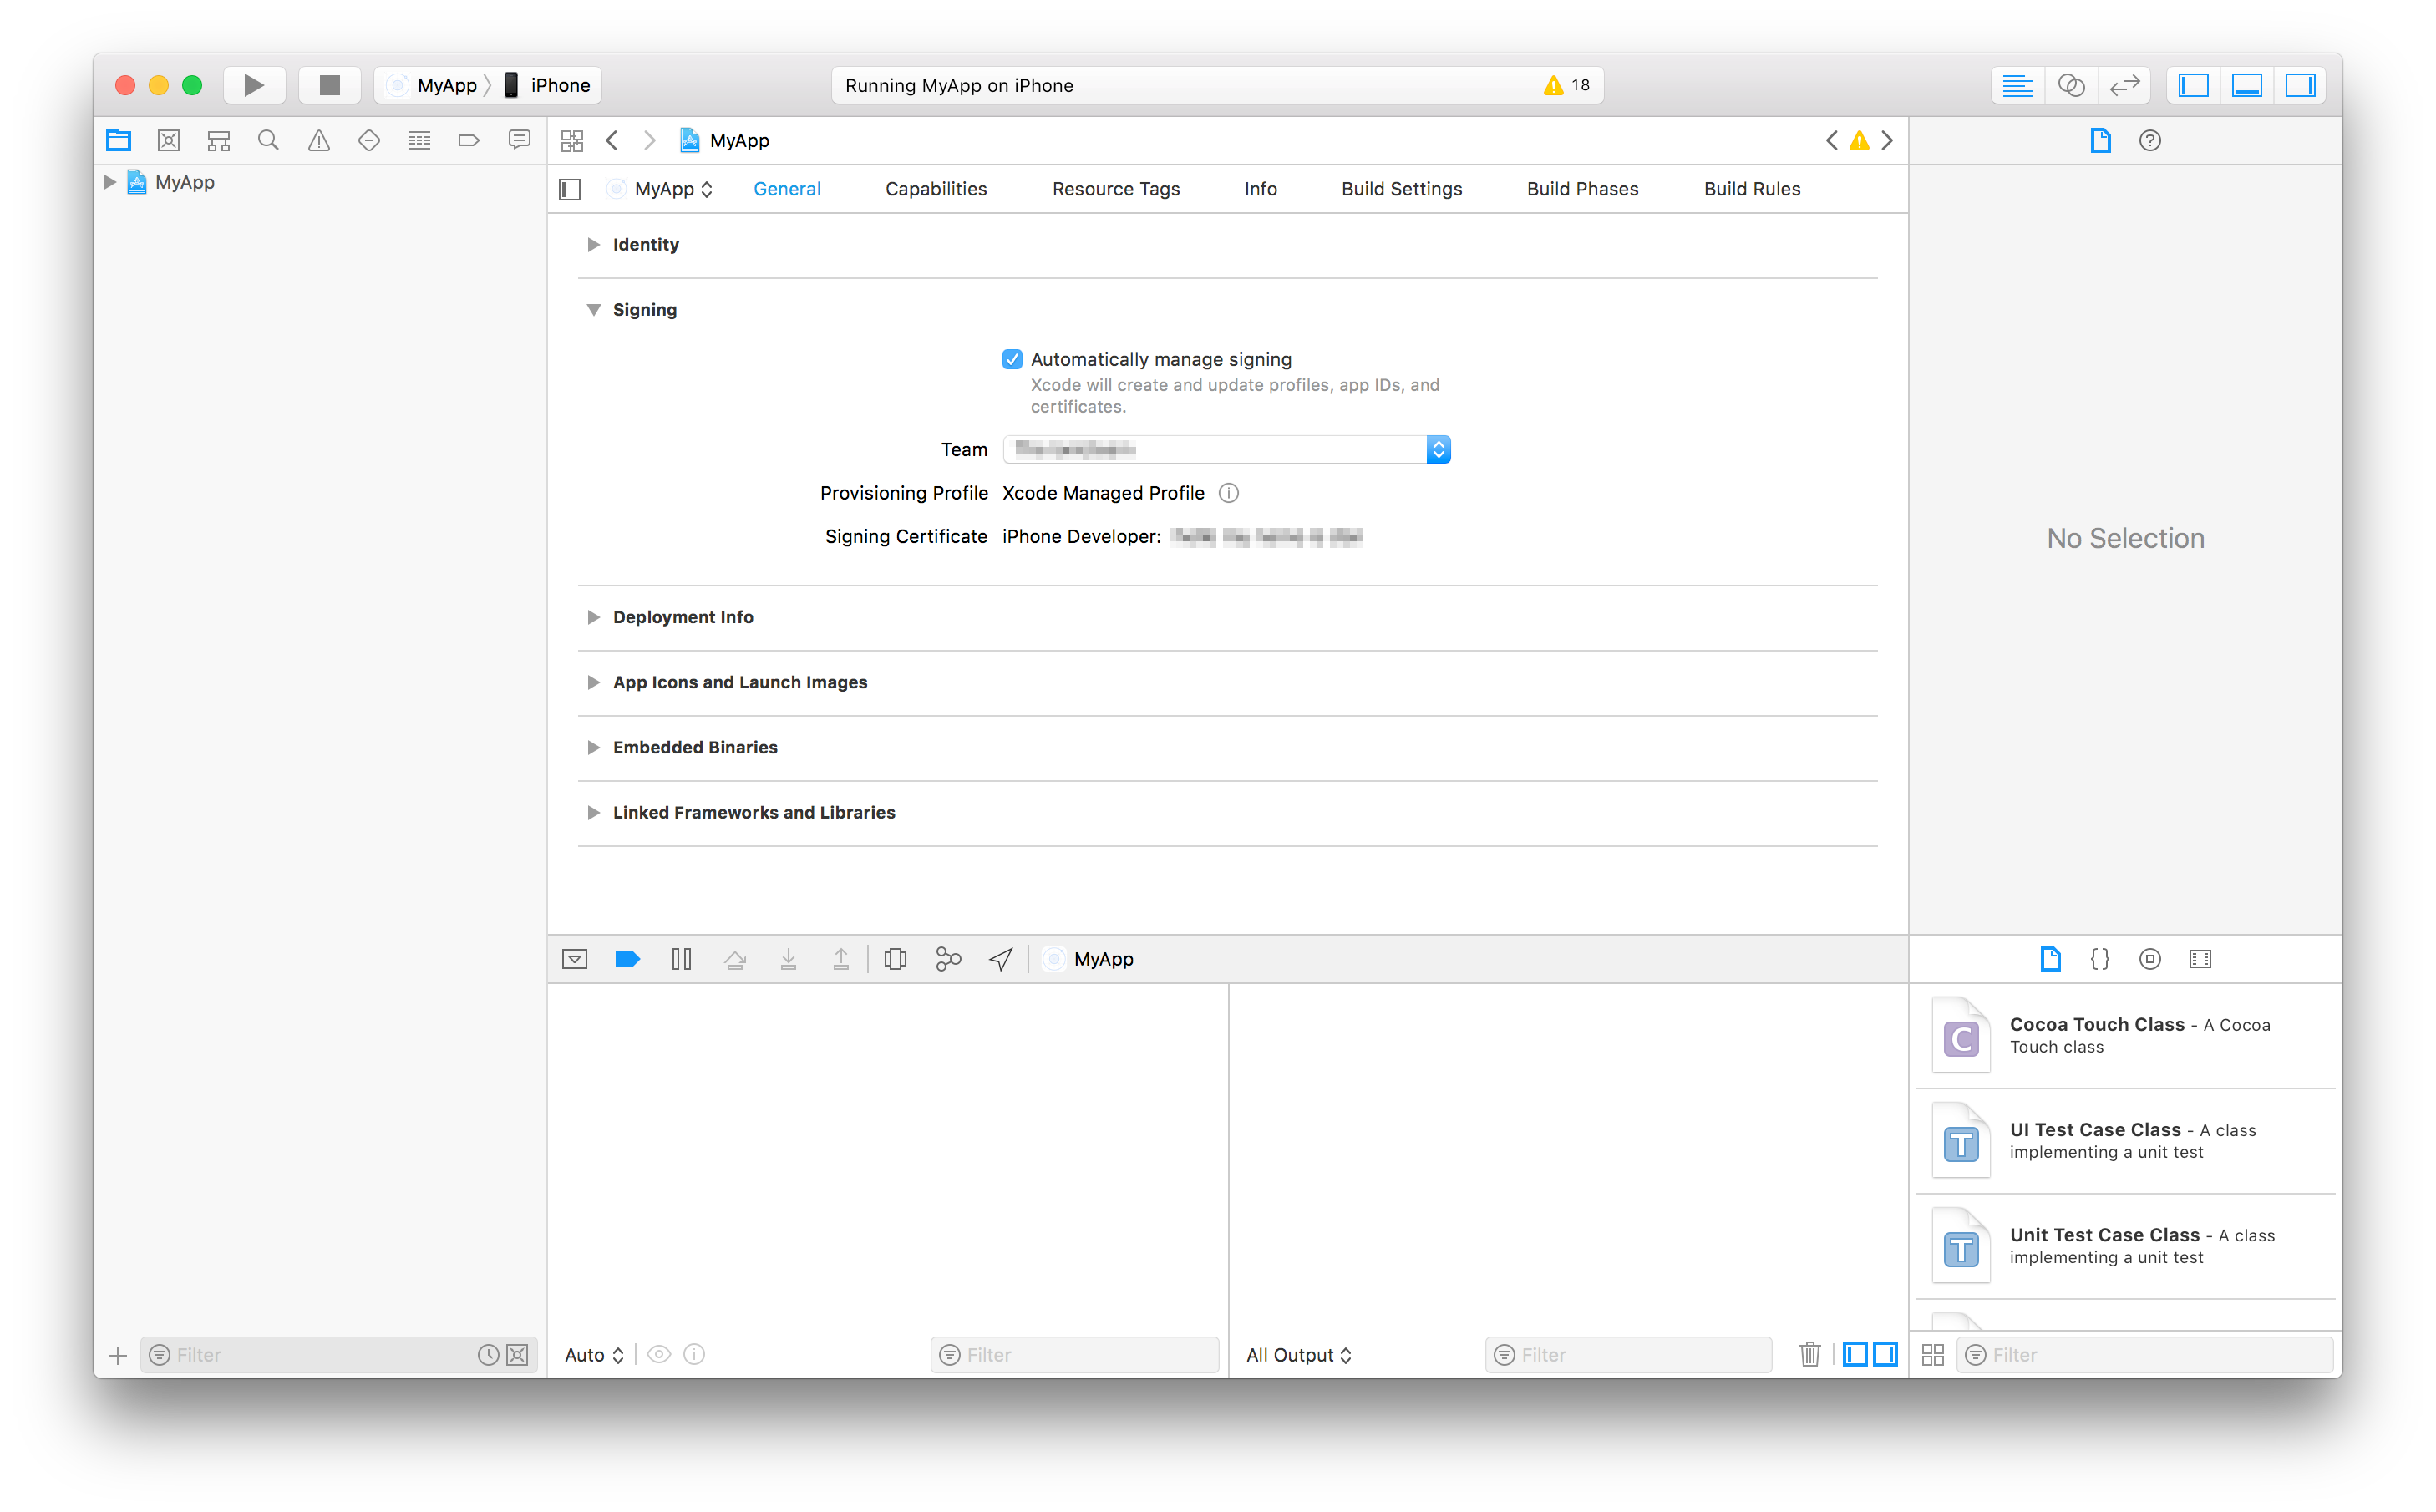 MyApp
iPhone
Running MyApp on iPhone
18
MyApp
MyApp
MyApp
General
Capabilities
Resource Tags
Info
Build Settings
Build Phases
Build Rules
Identity
Signing
Automatically manage signing
Xcode will create and update profiles, app IDs, and
certificates.
Team
Provisioning Profile
Xcode Managed Profile
Signing Certificate
iPhone Developer:
Deployment Info
App Icons and Launch Images
Embedded Binaries
Linked Frameworks and Libraries
No Selection
MyApp
Cocoa Touch Class - A Cocoa
Touch class
UI Test Case Class - A class
implementing a unit test
Unit Test Case Class - A class
implementing a unit test
Filter
Auto
Filter
All Output
Filter
Filter